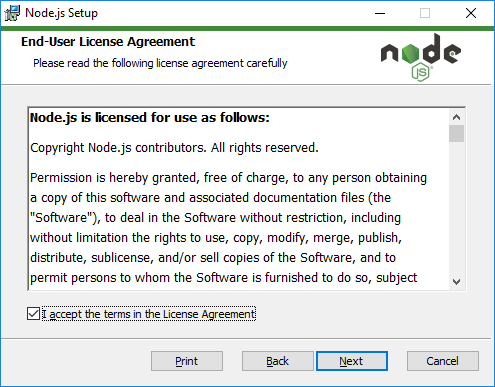 Node.js Setup
End-User License Agreement
Please read the following license agreement carefully
node
JS
Node.js is licensed for use as follows:
Copyright Node.js contributors. All rights reserved.
Permission is hereby granted, free of charge, to any person obtaining
a copy of this software and associated documentation files (the
"Software"), to deal in the Software without restriction, including
without limitation the rights to use, copy, modify, merge, publish,
distribute, sublicense, and/or sell copies of the Software, and to
permit persons to whom the Software is furnished to do so, subject
I accept the terms in the License Agreement
Print
Back
Next
Cancel